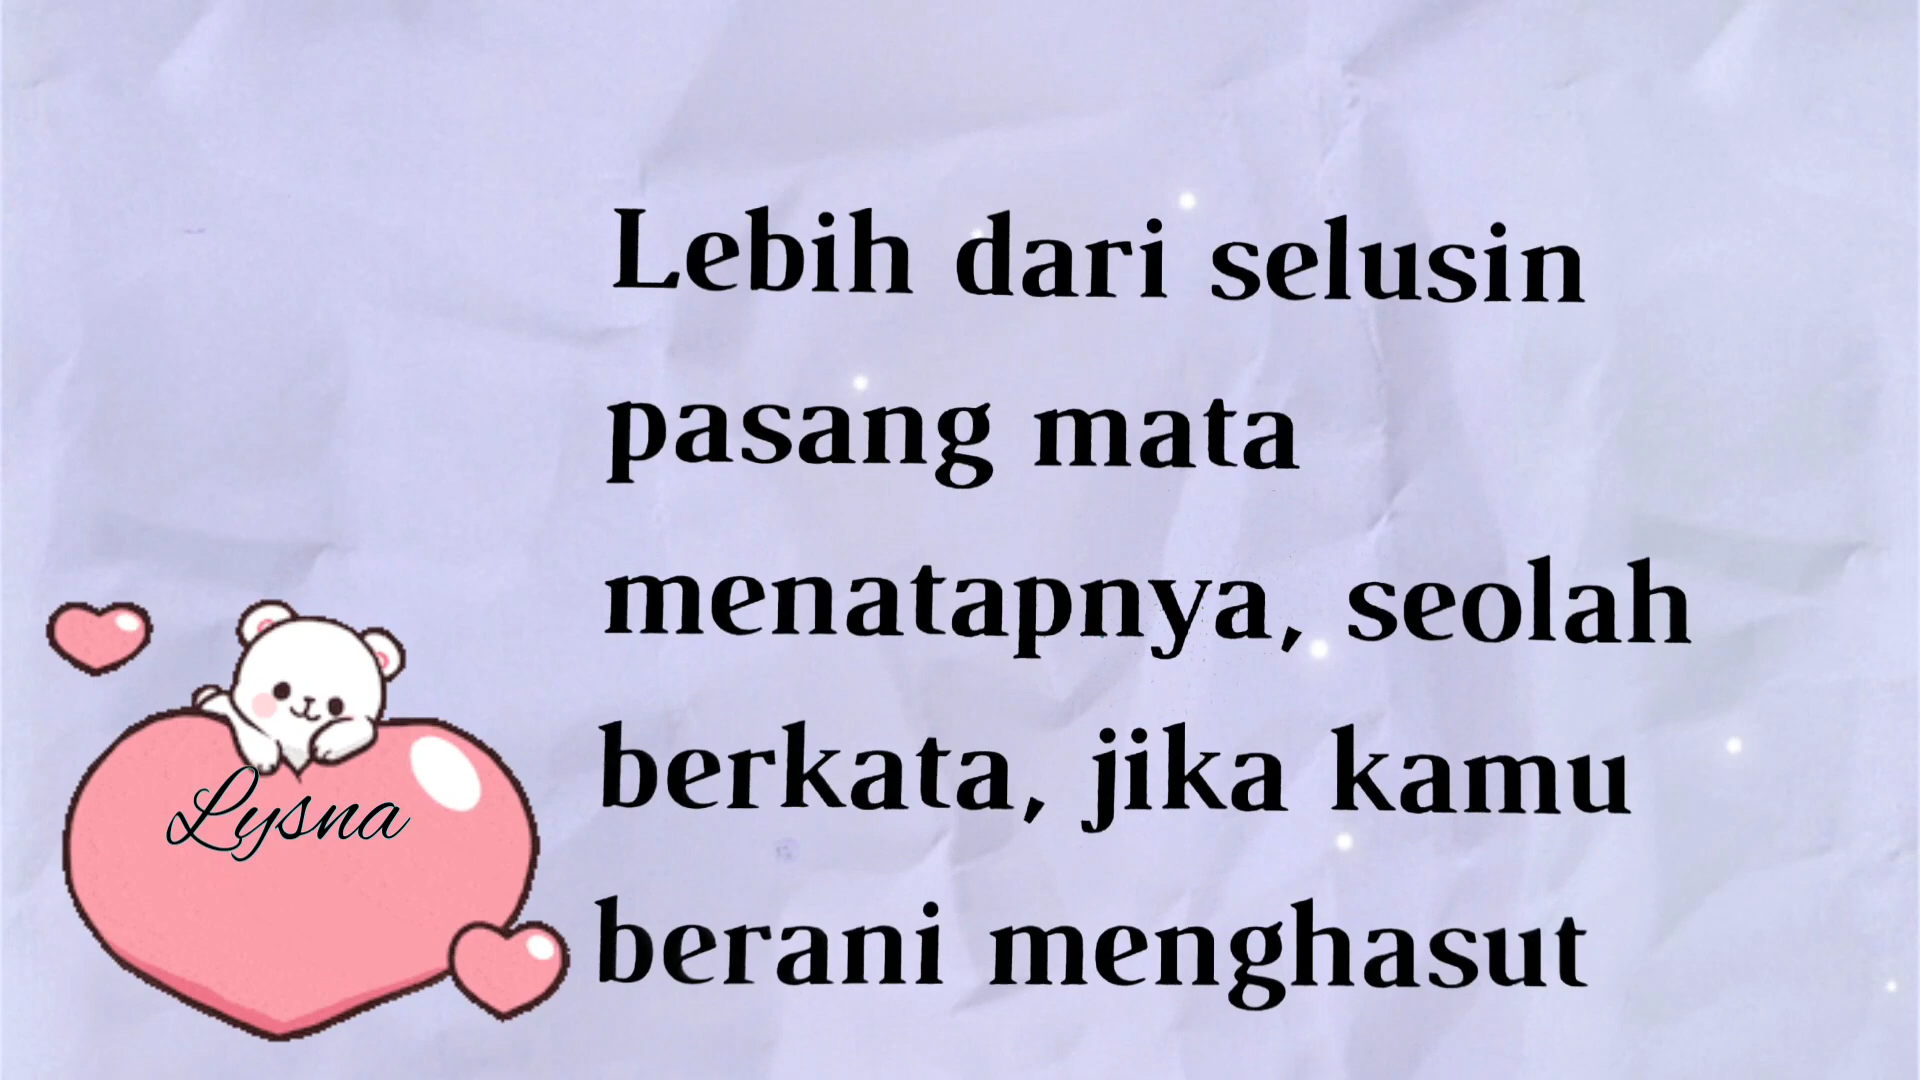 Lebih dari selusin
pasang mata
menatapnya, seolah
berkata, jika kamu
berani menghasut
Lysna